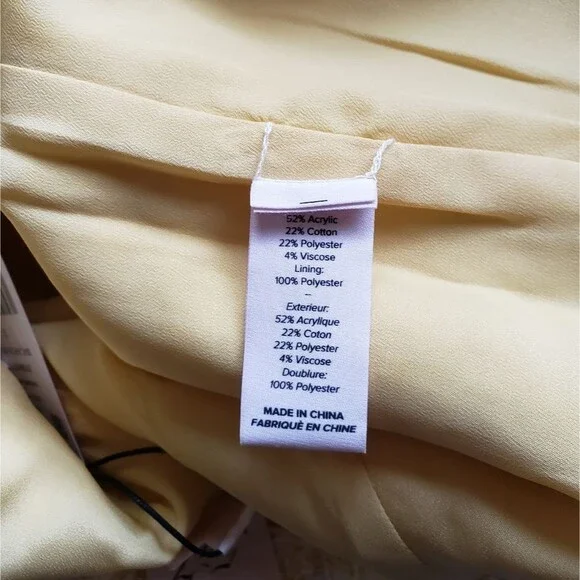 52% Acrylic
22% Cotton
22% Polyester
4% Viscose
Lining:
100% Polyester
–
Exterieur:
52% Acrylique
22% Coton
22% Polyester
4% Viscose
Doublure:
100% Polyester
MADE IN CHINA
FABRIQUÈ EN CHINE